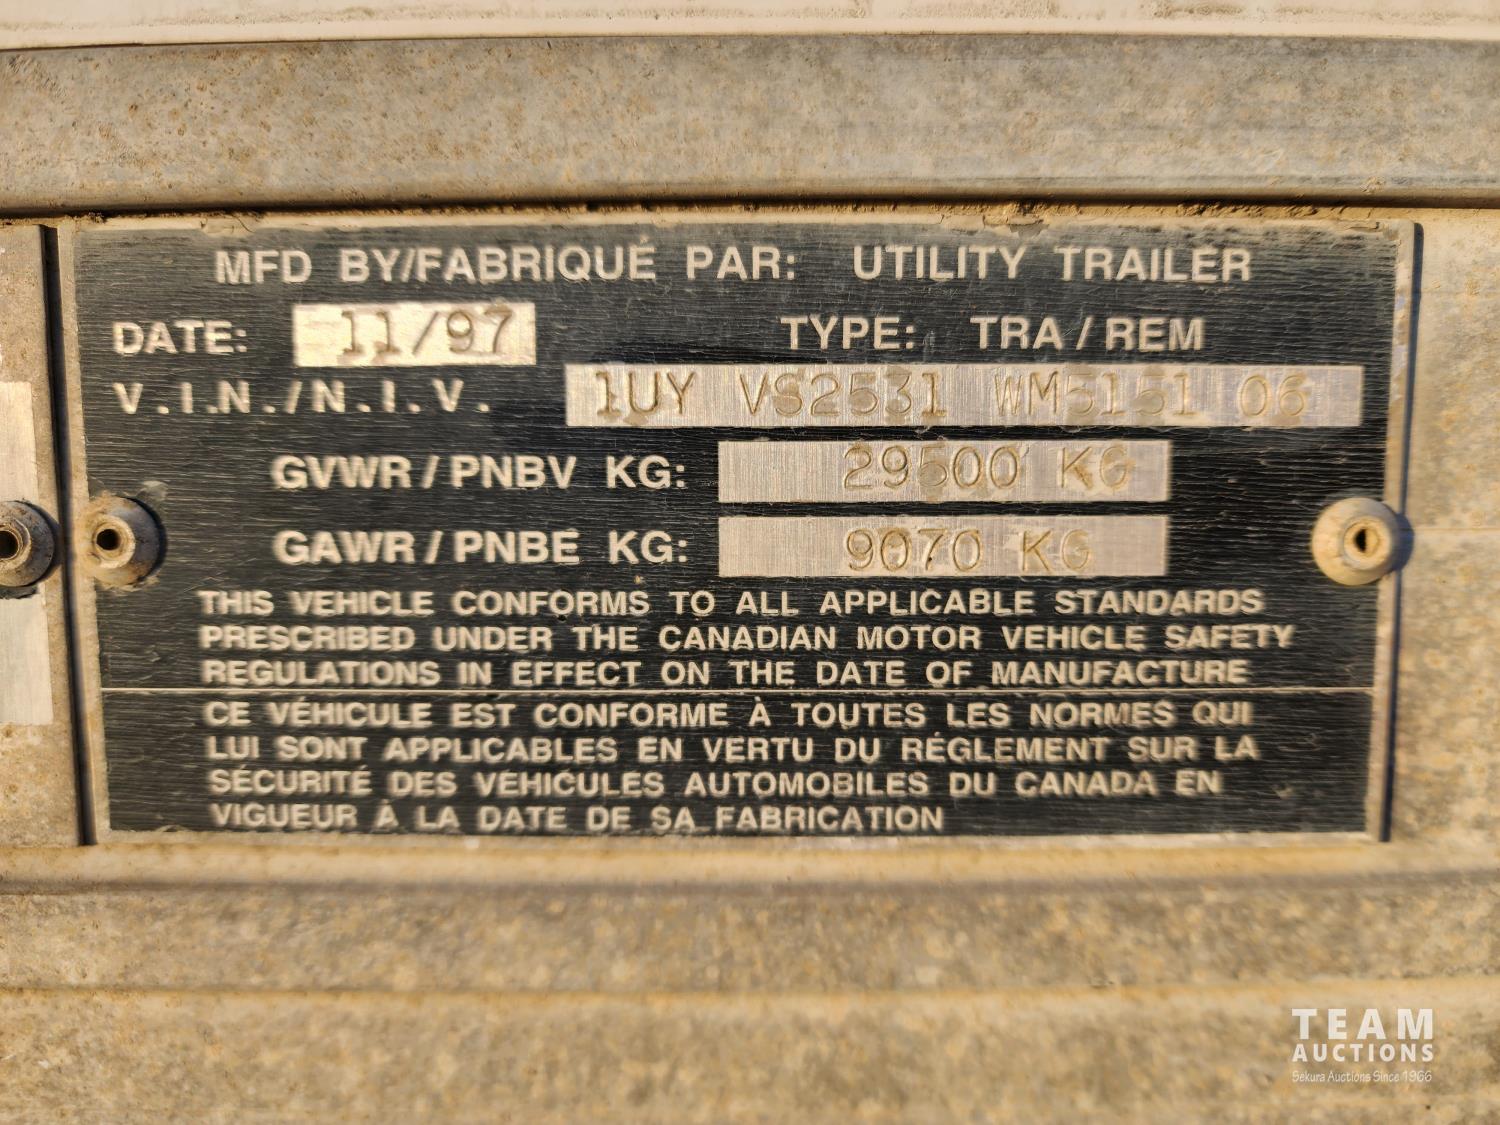 MFD BY/FABRIQUÉ PAR: UTILITY TRAILER
DATE: 11/97 TYPE: TRA / REM
V.I.N./N.I.V. 1UY VS2531 WM5151 06
GVWR / PNBV KG: 29500 KG
GAWR / PNBE KG: 9070 KG
THIS VEHICLE CONFORMS TO ALL APPLICABLE STANDARDS
PRESCRIBED UNDER THE CANADIAN MOTOR VEHICLE SAFETY
REGULATIONS IN EFFECT ON THE DATE OF MANUFACTURE
CE VÉHICULE EST CONFORME À TOUTES LES NORMES QUI
LUI SONT APPLICABLES EN VERTU DU RÉGLEMENT SUR LA
SÉCURITÉ DES VÉHICULES AUTOMOBILES DU CANADA EN
VIGUEUR À LA DATE DE SA FABRICATION
TEAM
AUCTIONS
Sekura Auctions Since 1966